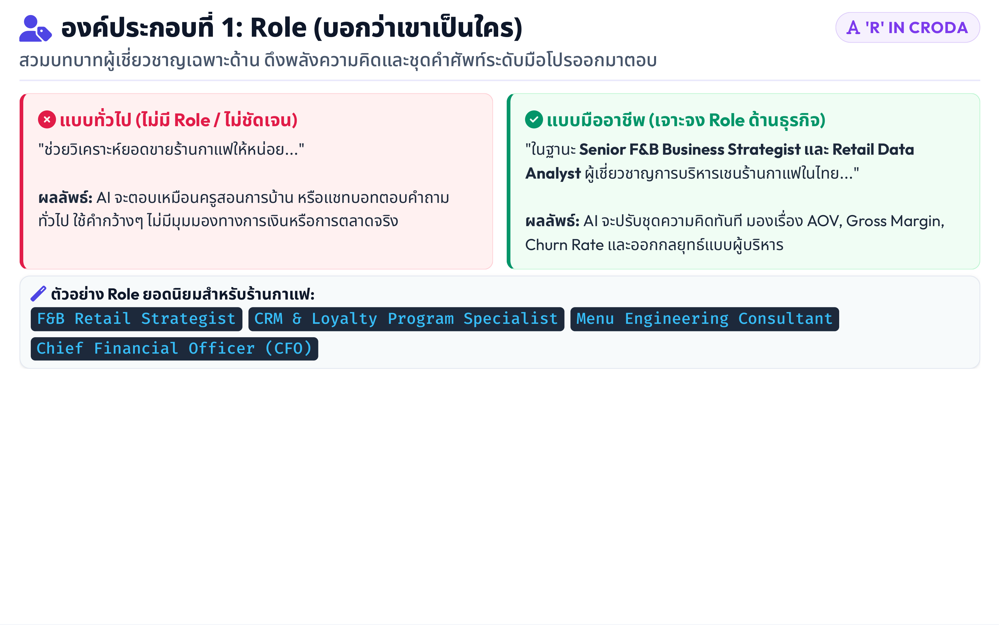 องค์ประกอบที่ 1: Role (บอกว่าเขาเป็นใคร)
'R' IN CRODA
สวมบทบาทผู้เชี่ยวชาญเฉพาะด้าน ดึงพลังความคิดและชุดคำศัพท์ระดับมือโปรออกมาตอบ
แบบทั่วไป (ไม่มี Role / ไม่ชัดเจน)
"ช่วยวิเคราะห์ยอดขายร้านกาแฟให้หน่อย..."
ผลลัพธ์: AI จะตอบเหมือนครูสอนการบ้าน หรือแชทบอทตอบคำถาม
ทั่วไป ใช้คำกว้างๆ ไม่มีมุมมองทางการเงินหรือการตลาดจริง
แบบมืออาชีพ (เจาะจง Role ด้านธุรกิจ)
"ในฐานะ Senior F&B Business Strategist และ Retail Data
Analyst ผู้เชี่ยวชาญการบริหารเชนร้านกาแฟในไทย..."
ผลลัพธ์: AI จะปรับชุดความคิดทันที มองเรื่อง AOV, Gross Margin,
Churn Rate และออกกลยุทธ์แบบผู้บริหาร
ตัวอย่าง Role ยอดนิยมสำหรับร้านกาแฟ:
F&B Retail Strategist CRM & Loyalty Program Specialist Menu Engineering Consultant
Chief Financial Officer (CFO)